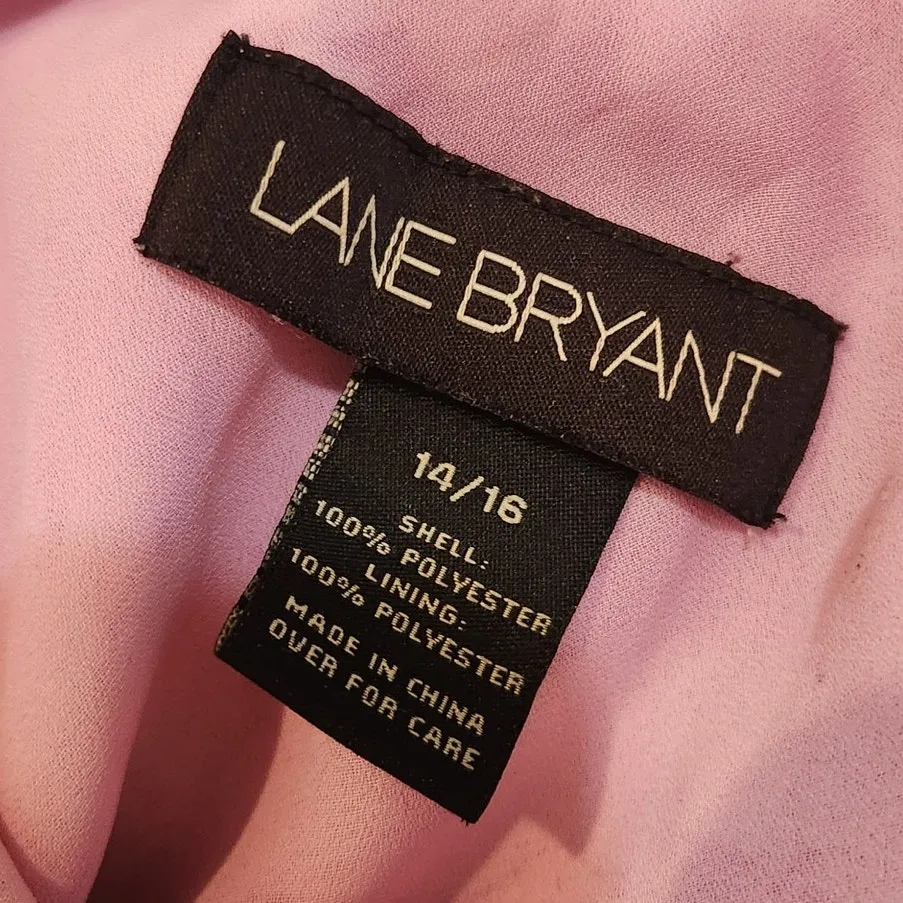 LANE BRYANT
14/16
SHELL:
100% POLYESTER
LINING:
100% POLYESTER
MADE IN CHINA
OVER FOR CARE